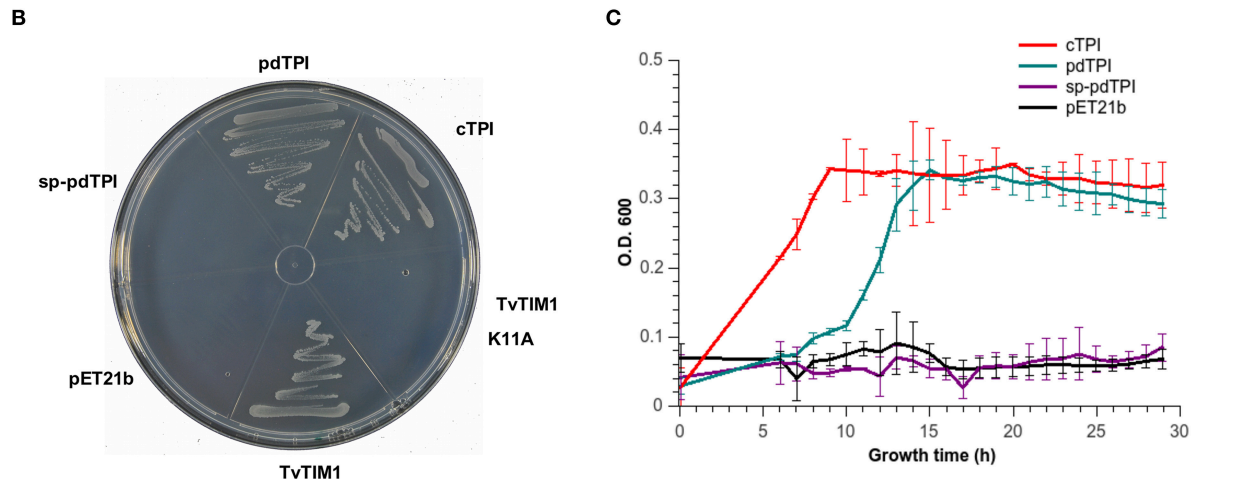 B
pdTPI
cTPI
sp-pdTPI
TvTIM1
K11A
pET21b
TvTIM1
C
cTPI
pdTPI
sp-pdTPI
pET21b
O.D. 600
0.5
0.4
0.3
0.2
0.1
0
0 5 10 15 20 25 30
Growth time (h)